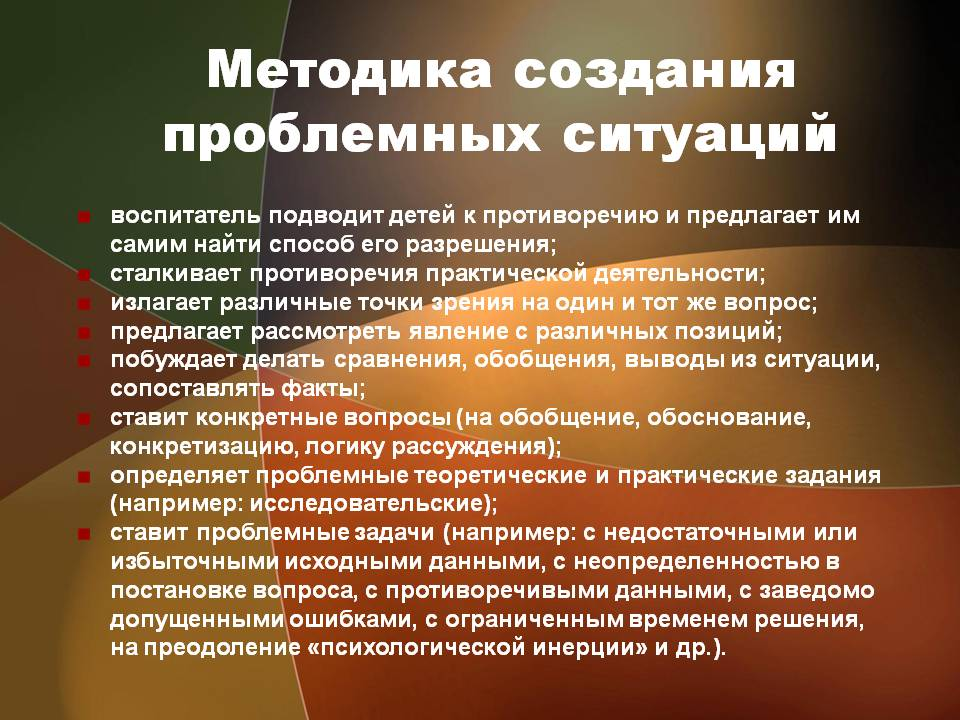 Методика создания
проблемных ситуаций
воспитатель подводит детей к противоречию и предлагает им
самим найти способ его разрешения;
сталкивает противоречия практической деятельности;
излагает различные точки зрения на один и тот же вопрос;
предлагает рассмотреть явление с различных позиций;
побуждает делать сравнения, обобщения, выводы из ситуации,
сопоставлять факты;
ставит конкретные вопросы (на обобщение, обоснование,
конкретизацию, логику рассуждения);
определяет проблемные теоретические и практические задания
(например: исследовательские);
ставит проблемные задачи (например: с недостаточными или
избыточными исходными данными, с неопределенностью в
постановке вопроса, с противоречивыми данными, с заведомо
допущенными ошибками, с ограниченным временем решения,
на преодоление «психологической инерции» и др.).